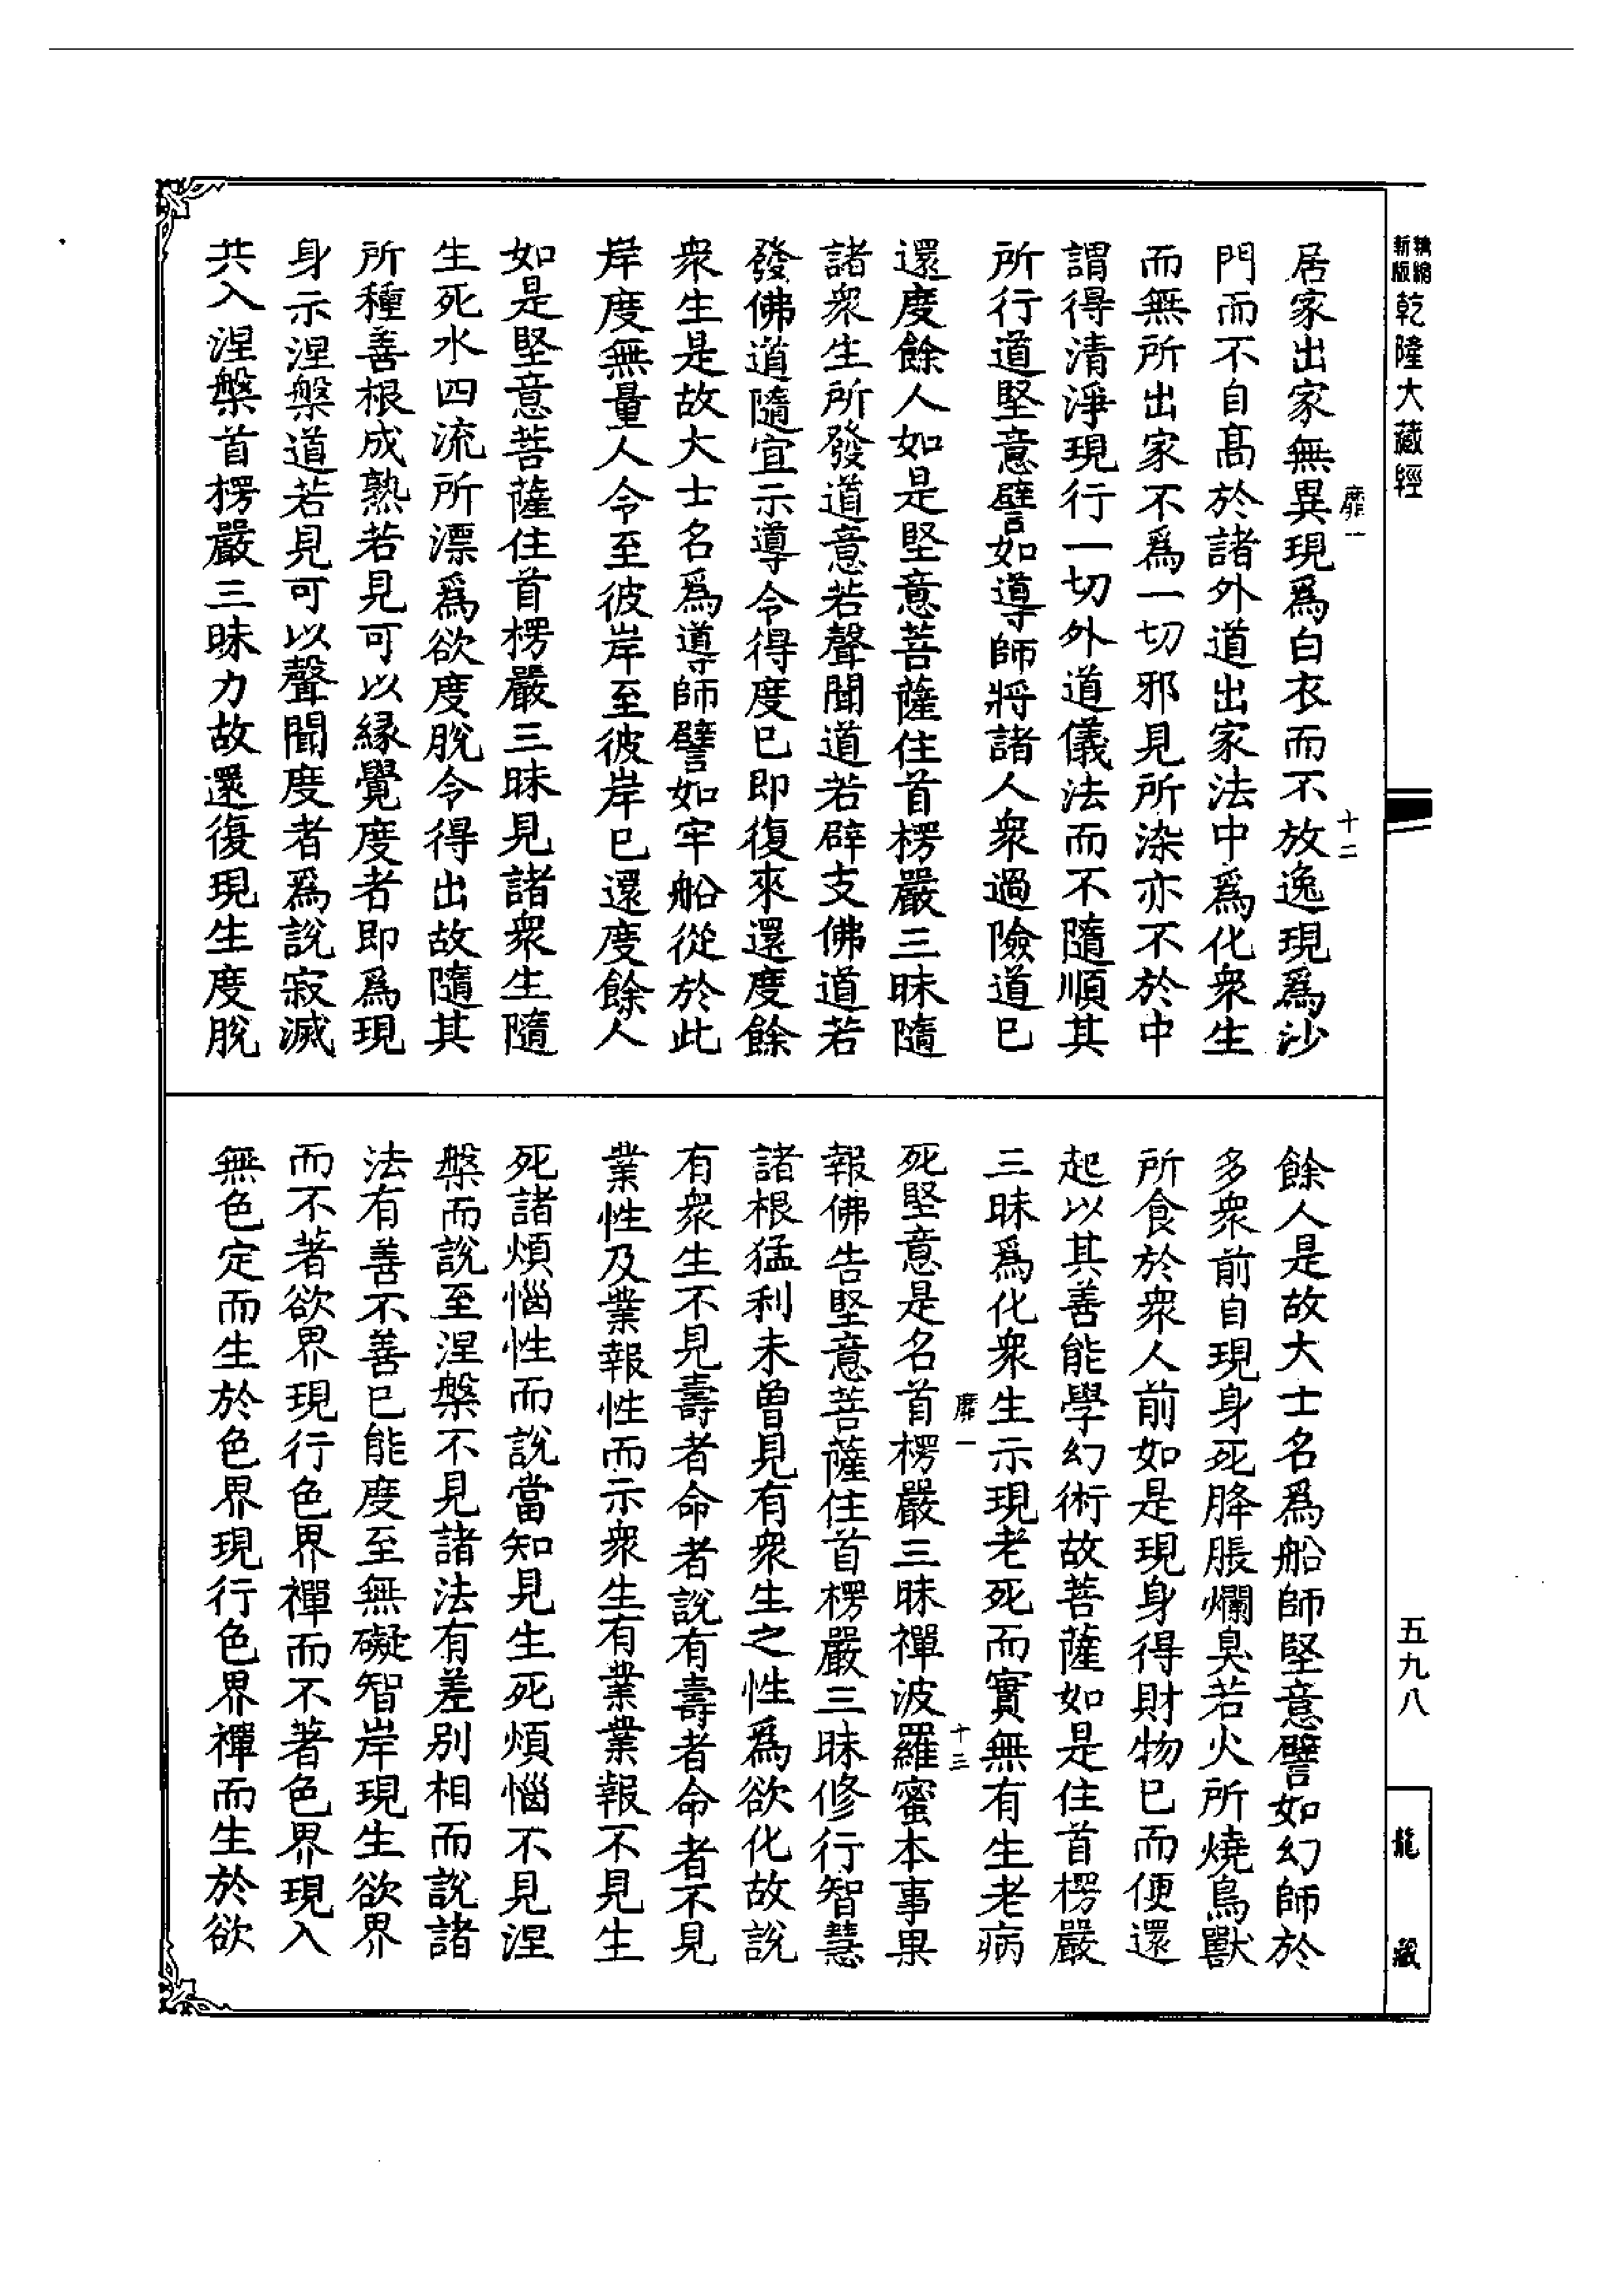 新版
乾隆大藏經
五九八
龍藏
靡一
十二
居家出家無異現爲白衣而不放逸現爲沙
門而不自髙於諸外道出家法中爲化衆生
而無所出家不爲一切邪見所染亦不於中
謂得清淨現行一切外道儀法而不隨順其
所行道堅意譬如導師將諸人衆過險道已
還度餘人如是堅意菩薩住首楞嚴三昧隨
諸衆生所發道意若聲聞道若辟支佛道若
發佛道隨宜示導令得度已即復來還度餘
衆生是故大士名爲導師譬如牢船從於此
岸度無量人令至彼岸至彼岸已還度餘人
如是堅意菩薩住首楞嚴三昧見諸衆生隨
生死水四流所漂爲欲度脫令得出故隨其
所種善根成熟若見可以緣覺度者即爲現
身示涅槃道若見可以聲聞度者爲說寂滅
共入涅槃首楞嚴三昧力故還復現生度脫
餘人是故大士名爲船師堅意譬如幻師於
多衆前自現身死膖脹爛臭若火所燒鳥獸
所食於衆人前如是現身得財物已而便還
起以其善能學幻術故菩薩如是住首楞嚴
三昧爲化衆生示現老死而實無有生老病
靡一
十三
死堅意是名首楞嚴三昧禪波羅蜜本事果
報佛告堅意菩薩住首楞嚴三昧修行智慧
諸根猛利未曾見有衆生之性爲欲化故說
有衆生不見壽者命者說有壽者命者不見
業性及業報性而示衆生有業業報不見生
死諸煩惱性而說當知見生死煩惱不見涅
槃而說至涅槃不見諸法有差别相而說諸
法有善不善已能度至無礙智岸現生欲界
而不著欲界現行色界禪而不著色界現入
無色定而生於色界現行色界禪而生於欲